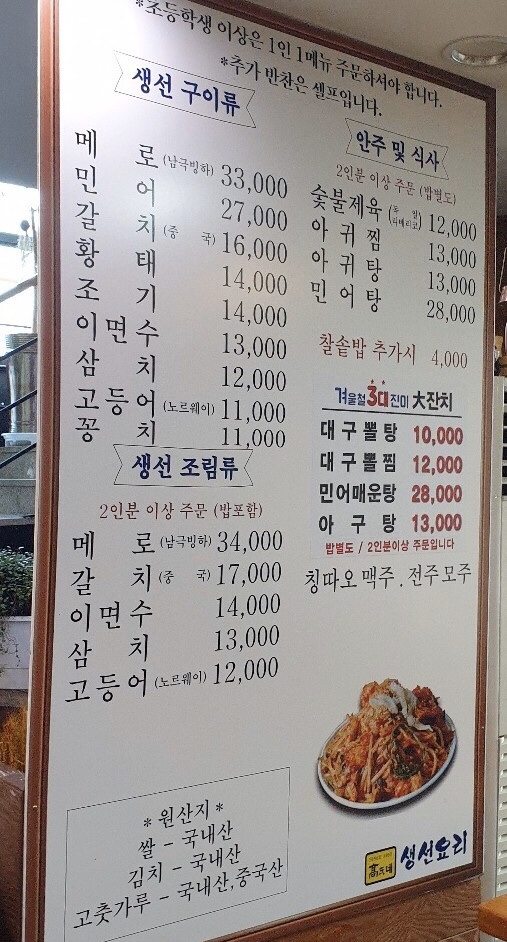 *초등학생 이상은 1인 1메뉴 주문하셔야 합니다.
*추가 반찬은 셀프입니다.
생선 구이류
메 로 (남극빙하) 33,000
민 어 27,000
갈 치 (중 국) 16,000
황 태 14,000
조 기 14,000
이면수 13,000
삼 치 12,000
고등어 (노르웨이) 11,000
꽁 치 11,000
생선 조림류
2인분 이상 주문 (밥포함)
메 로 (남극빙하) 34,000
갈 치 (중 국) 17,000
이면수 14,000
삼 치 13,000
고등어 (노르웨이) 12,000
* 원산지 *
쌀 - 국내산
김치 - 국내산
고춧가루 - 국내산,중국산
안주 및 식사
2인분 이상 주문 (밥별도)
숯불제육 12,000
아 귀 찜 13,000
아 귀 탕 13,000
민 어 탕 28,000
찰솥밥 추가시 4,000
겨울철 3대 진미 大잔치
대 구 뽈 탕 10,000
대 구 뽈 찜 12,000
민어매운탕 28,000
아 구 탕 13,000
밥별도 / 2인분이상 주문입니다
칭따오 맥주 . 전주 모주
생선요리